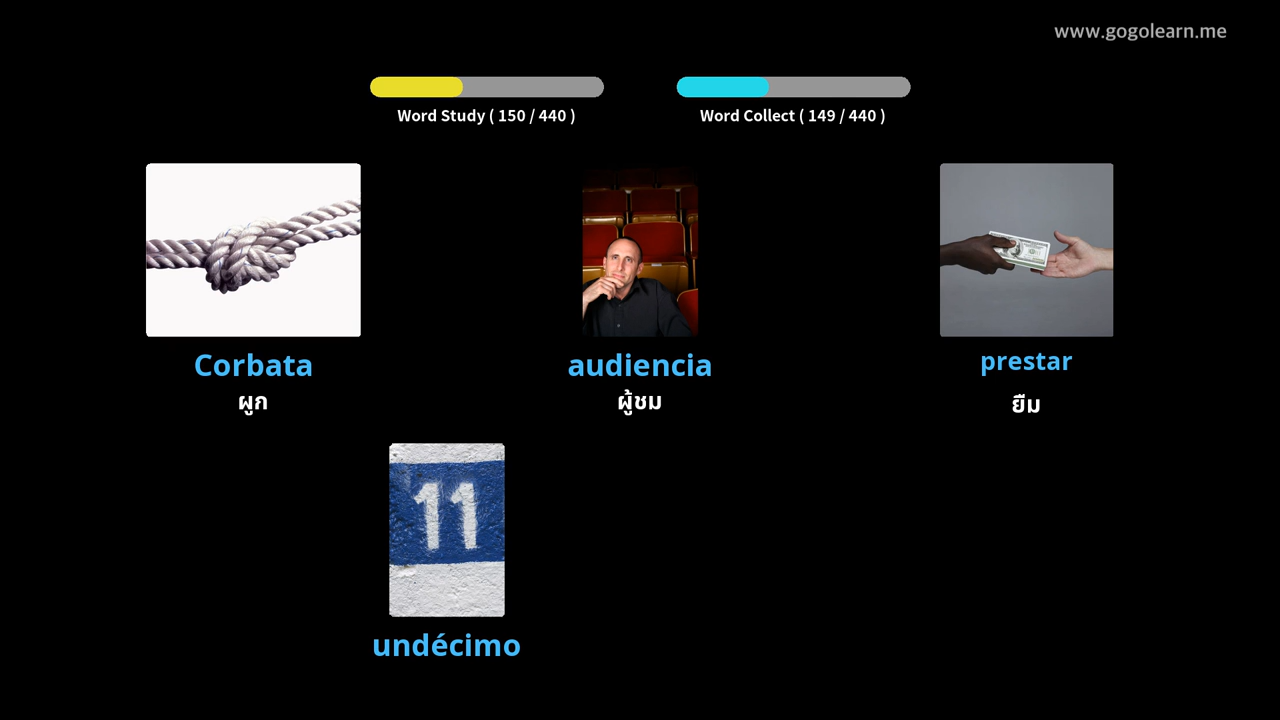 www.gogolearn.me
Word Study ( 150 / 440 )
Word Collect ( 149 / 440 )
Corbata
audiencia
prestar
ผูก
ผู้ชม
ยืม
11
undécimo